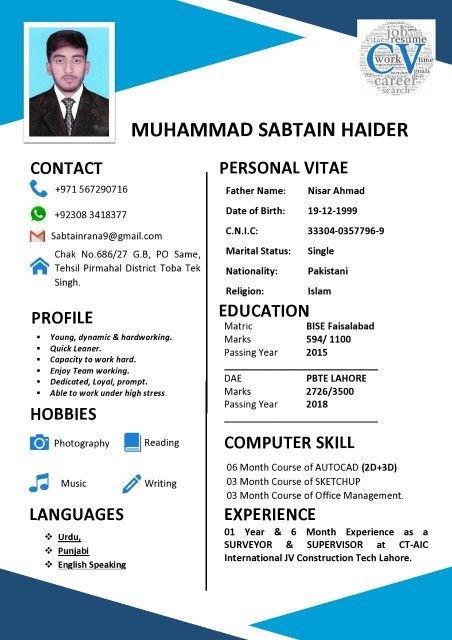 job
resume
CV
work
time
goals
career
search
MUHAMMAD SABTAIN HAIDER
CONTACT
+971 567290716
+92308 3418377
Sabtainrana9@gmail.com
Chak No.686/27 G.B, PO Same,
Tehsil Pirmahal District Toba Tek
Singh.
PROFILE
Young, dynamic & hardworking.
Quick Leaner.
Capacity to work hard.
Enjoy Team working.
Dedicated, Loyal, prompt.
Able to work under high stress.
HOBBIES
Photography
Reading
Music
Writing
LANGUAGES
Urdu,
Punjabi
English Speaking
PERSONAL VITAE
Father Name: Nisar Ahmad
Date of Birth: 19-12-1999
C.N.I.C: 33304-0357796-9
Marital Status: Single
Nationality: Pakistani
Religion: Islam
EDUCATION
Matric BISE Faisalabad
Marks 594/ 1100
Passing Year 2015
DAE PBTE LAHORE
Marks 2726/3500
Passing Year 2018
COMPUTER SKILL
06 Month Course of AUTOCAD (2D+3D)
03 Month Course of SKETCHUP
03 Month Course of Office Management.
EXPERIENCE
01 Year & 6 Month Experience as a
SURVEYOR & SUPERVISOR at CT-AIC
International JV Construction Tech Lahore.